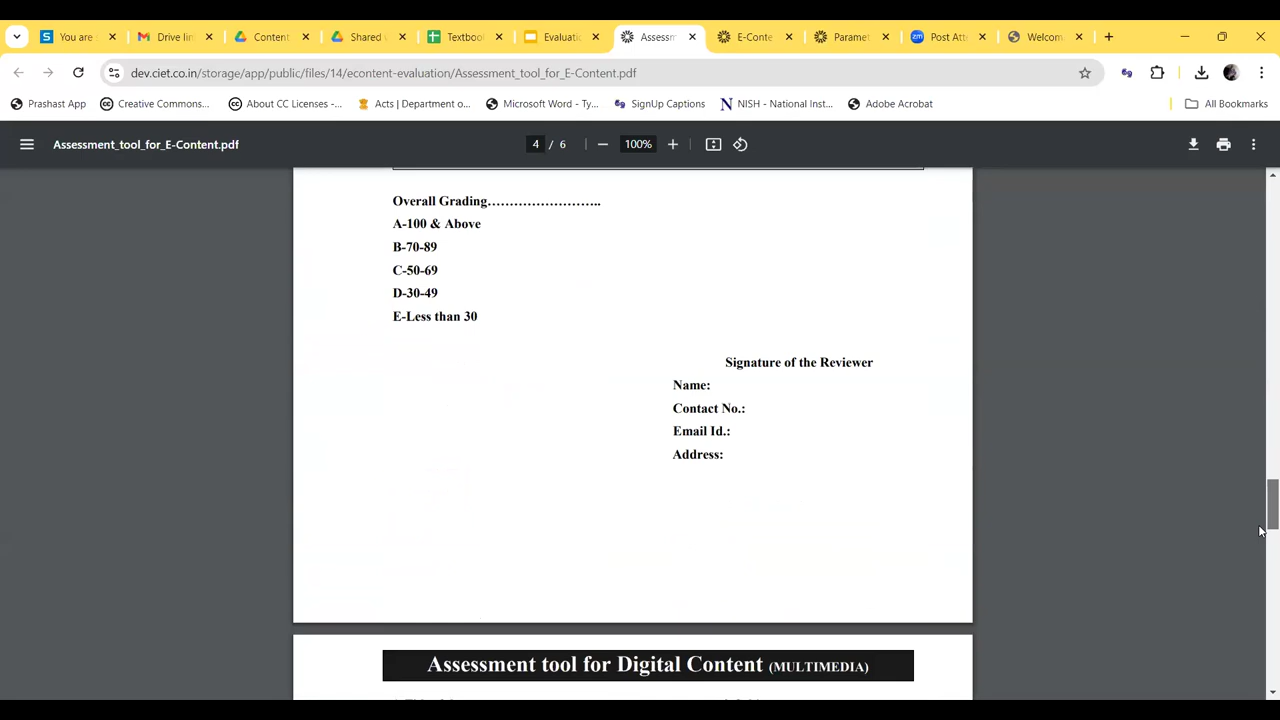 You are
Drive lin
Content
Shared
Textboo
Evaluatio
Assessm
E-Conte
Paramet
Post Atte
Welcom
dev.ciet.co.in/storage/app/public/files/14/econtent-evaluation/Assessment_tool_for_E-Content.pdf
Prashast App
Creative Commons...
About CC Licenses -...
Acts | Department o...
Microsoft Word - Ty...
SignUp Captions
NISH - National Inst...
Adobe Acrobat
All Bookmarks
Assessment_tool_for_E-Content.pdf
4 / 6
100%
Overall Grading……………………..
A-100 & Above
B-70-89
C-50-69
D-30-49
E-Less than 30
Signature of the Reviewer
Name:
Contact No.:
Email Id.:
Address:
Assessment tool for Digital Content (MULTIMEDIA)